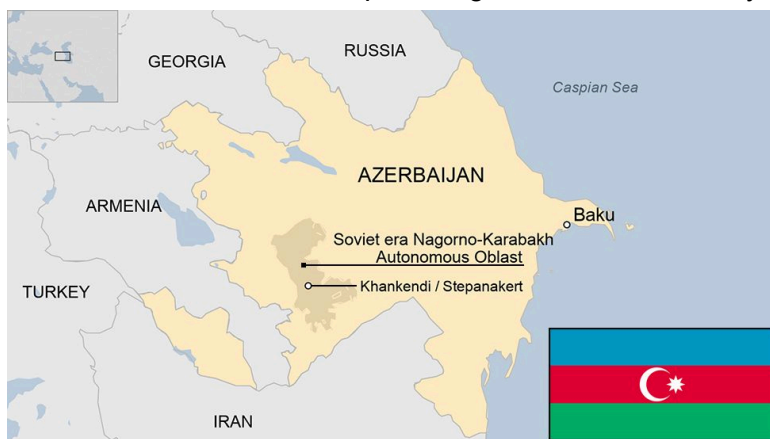 RUSSIA
GEORGIA
Caspian Sea
AZERBAIJAN
ARMENIA
Baku
Soviet era Nagorno-Karabakh
Autonomous Oblast
Khankendi / Stepanakert
TURKEY
IRAN